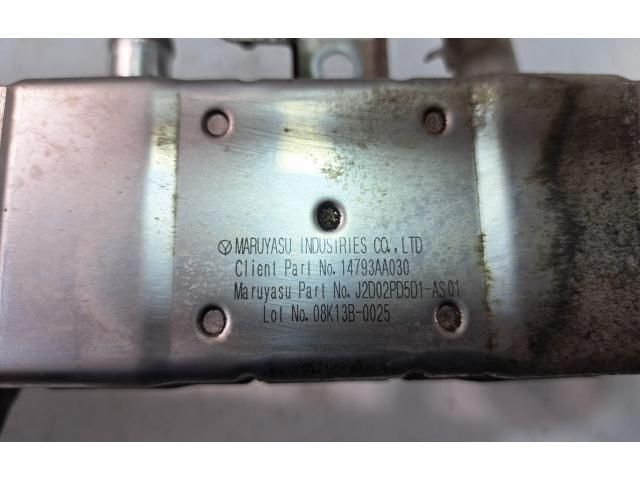 MARUYASU INDUSTRIES CO.,LTD
Client Part No. 14793AA030
Maruyasu Part No. J2D02PD5D1-AS01
Lot No. 08K13B-0025